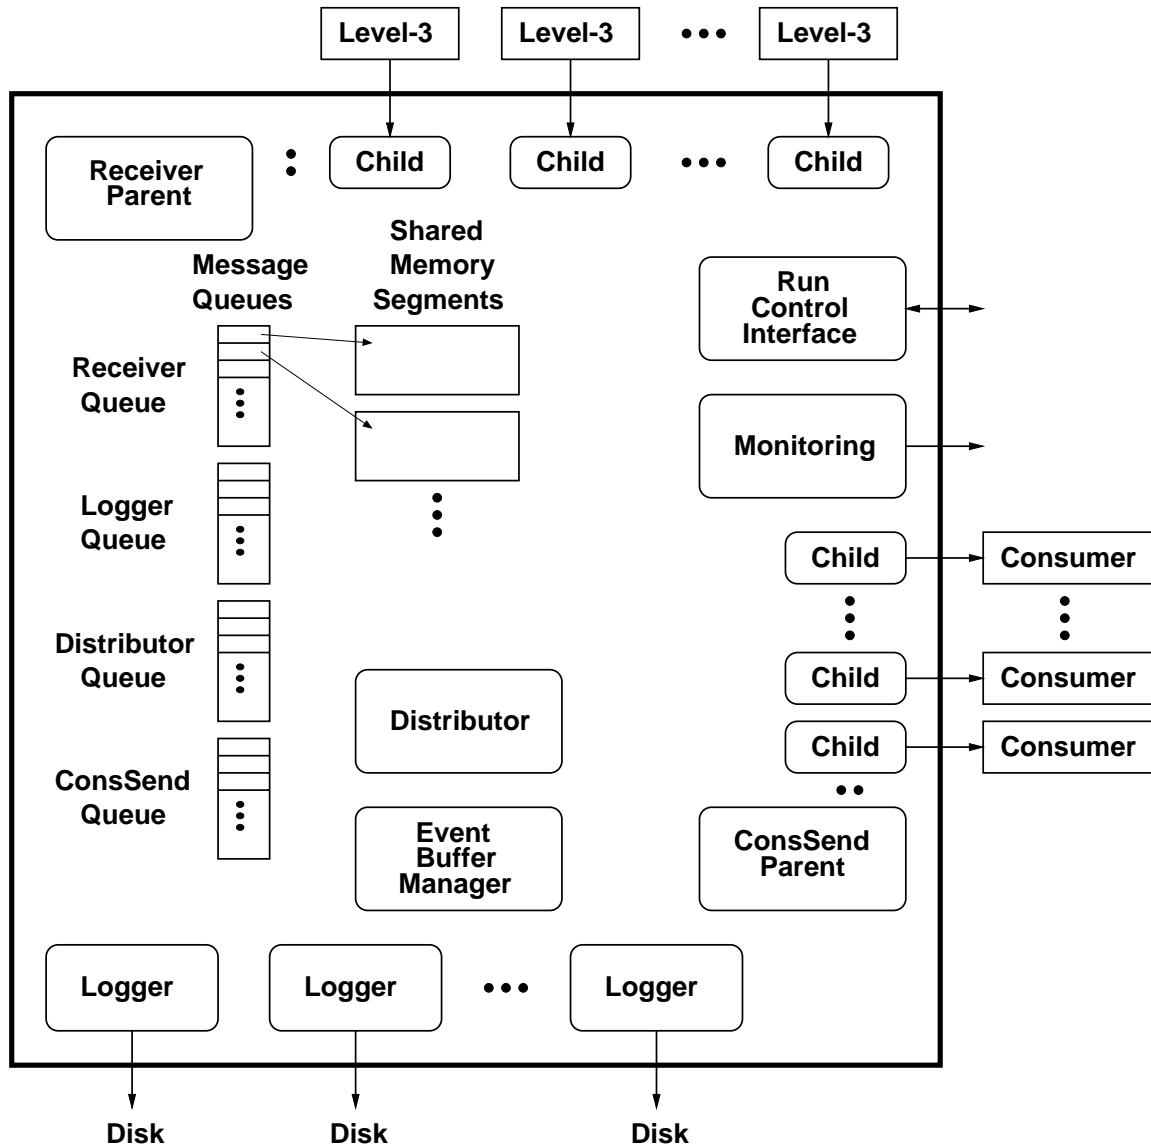 Level-3
Level-3
Level-3
Receiver
Parent
Child
Child
Child
Shared
Memory
Segments
Message
Queues
Run
Control
Interface
Receiver
Queue
Monitoring
Logger
Queue
Child
Consumer
Distributor
Queue
Child
Consumer
Distributor
Child
Consumer
ConsSend
Queue
Event
Buffer
Manager
ConsSend
Parent
Logger
Logger
Logger
Disk
Disk
Disk